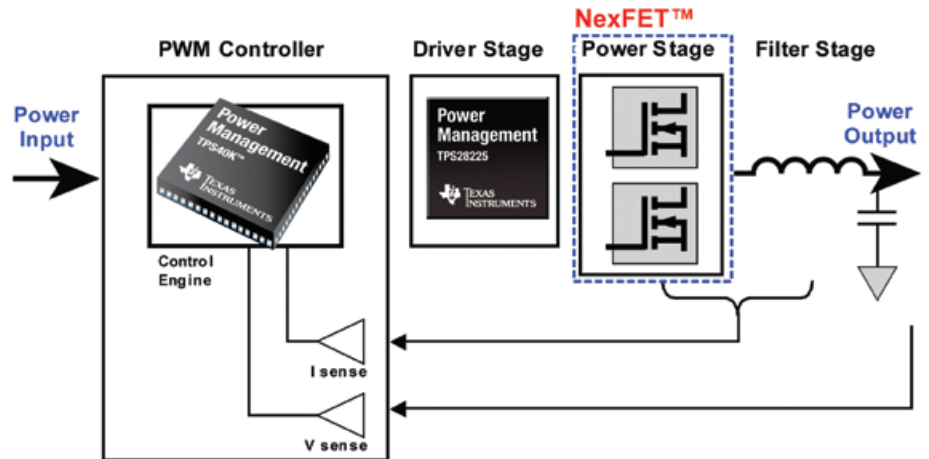 NexFET™
PWM Controller
Driver Stage
Power Stage
Filter Stage
Power
Input
Power
Management
TPS40K™
TEXAS
INSTRUMENTS
Control
Engine
Power
Management
TPS28225
TEXAS
INSTRUMENTS
Power
Output
I sense
V sense